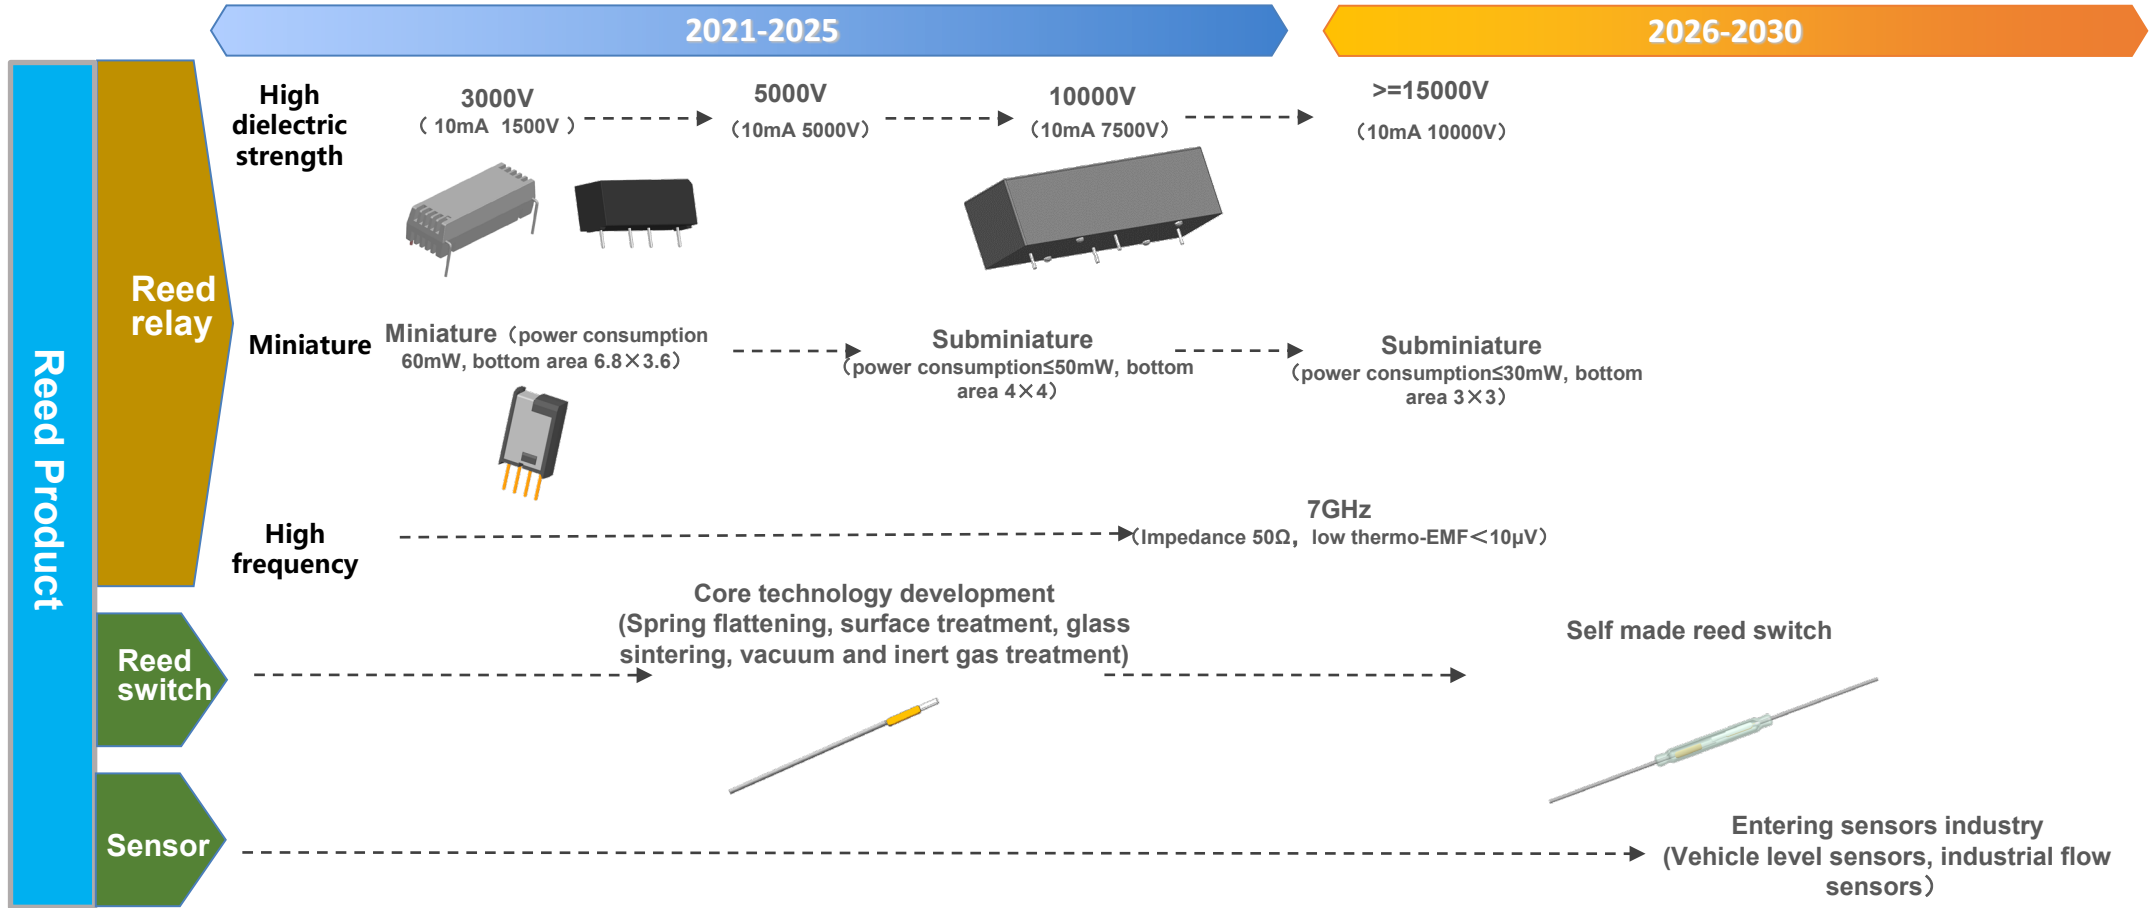 2021-2025
2026-2030
Reed Product
Reed
relay
High
dielectric
strength
3000V
（ 10mA  1500V ）
5000V
（10mA 5000V）
10000V
（10mA 7500V）
>=15000V
（10mA 10000V）
Miniature
Miniature（power consumption
60mW, bottom area 6.8×3.6）
Subminiature
（power consumption≤50mW, bottom
area 4×4）
Subminiature
（power consumption≤30mW, bottom
area 3×3）
High
frequency
7GHz
（Impedance 50Ω，low thermo-EMF＜10μV）
Reed
switch
Core technology development
(Spring flattening, surface treatment, glass
sintering, vacuum and inert gas treatment)
Self made reed switch
Sensor
Entering sensors industry
(Vehicle level sensors, industrial flow
sensors）